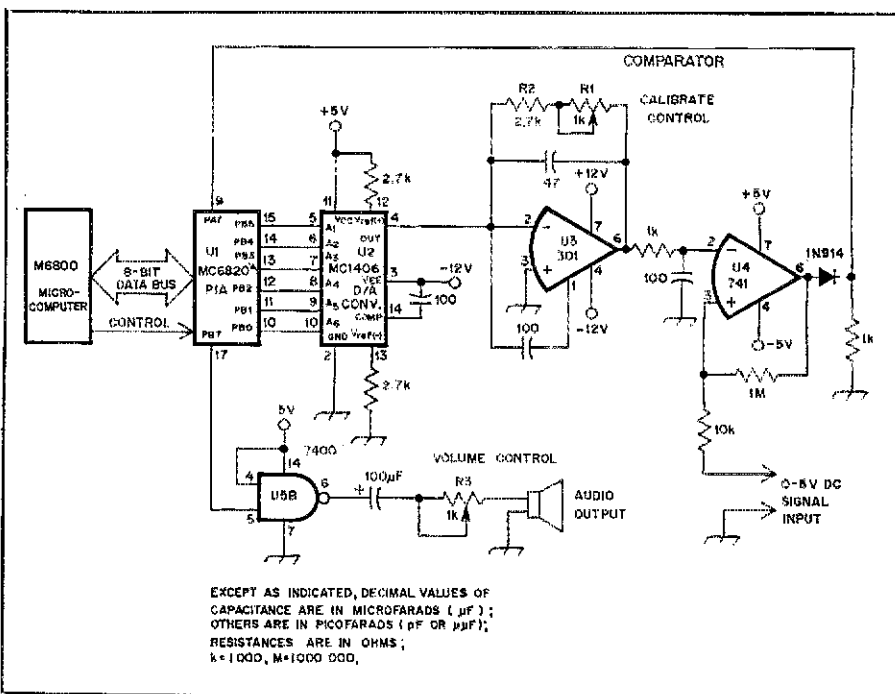 COMPARATOR
R2
2.7k
R1
1k
CALIBRATE
CONTROL
+5V
2.7k
+12V
47
9
11
12
PA7
VCC
Vref(+)
4
OUT
M6800
MICRO-
COMPUTER
8-BIT
DATA BUS
CONTROL
U1
MC6820
PIA
PB5
PB4
PB3
PB2
PB1
PB0
PB7
15
14
13
12
11
10
5
6
7
8
9
10
A1
A2
A3
A4
A5
A6
U2
MC1406
D/A
CONV.
VEE
COMP
GND
Vref(-)
3
14
-12V
100
2
7
U3
301
6
3
4
1
-12V
100
1k
100
+5V
2
7
U4
741
6
3
4
-5V
1N914
1k
1M
10k
17
2
13
2.7k
5V
7400
14
4
U5B
6
5
7
100µF
VOLUME CONTROL
R3
1k
AUDIO
OUTPUT
0-5V DC
SIGNAL
INPUT
EXCEPT AS INDICATED, DECIMAL VALUES OF
CAPACITANCE ARE IN MICROFARADS ( µF ) ;
OTHERS ARE IN PICOFARADS ( pF OR µµF);
RESISTANCES ARE IN OHMS ;
k=1000, M=1000 000,